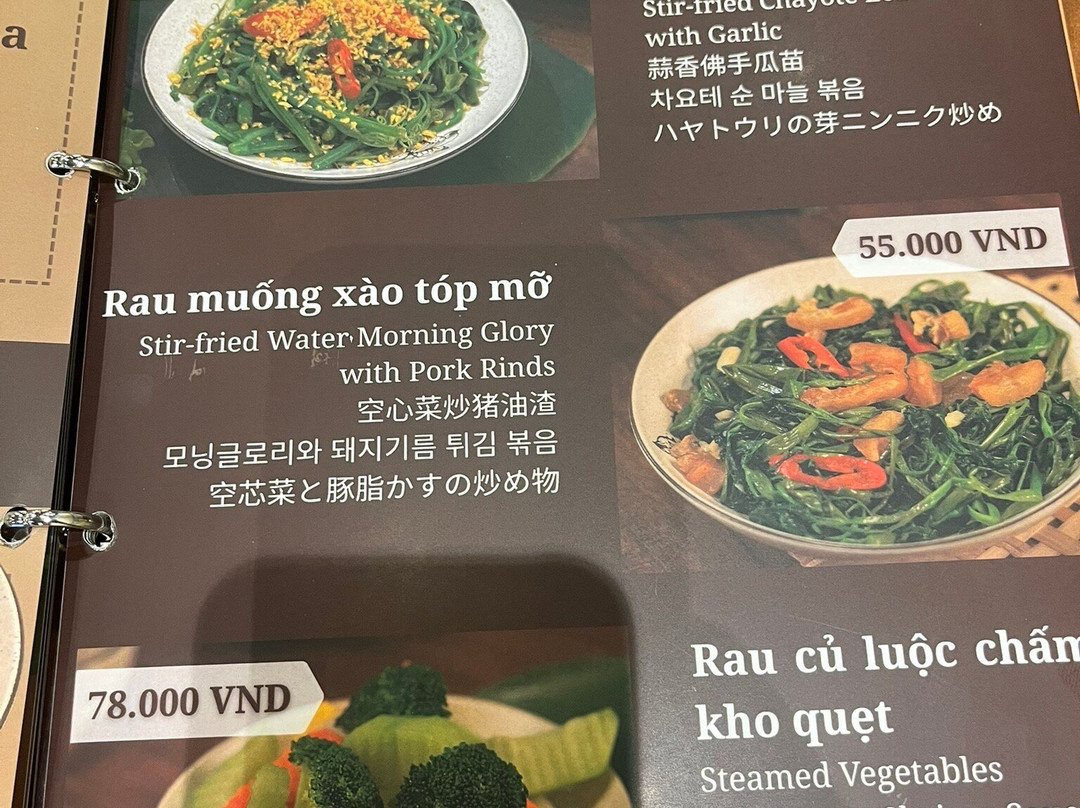 a
Stir-fried Chayote
with Garlic
蒜香佛手瓜苗
차요테 순 마늘 볶음
ハヤトウリの芽ニンニク炒め
55.000 VND
Rau muống xào tóp mỡ
Stir-fried Water Morning Glory
with Pork Rinds
空心菜炒猪油渣
모닝글로리와 돼지기름 튀김 볶음
空芯菜と豚脂かすの炒め物
78.000 VND
Rau củ luộc chấm
kho quẹt
Steamed Vegetables